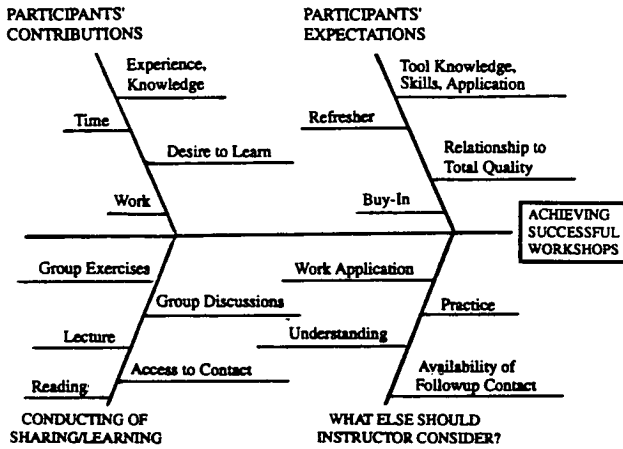 PARTICIPANTS'
CONTRIBUTIONS
PARTICIPANTS'
EXPECTATIONS
Experience,
Knowledge
Time
Desire to Learn
Work
Tool Knowledge,
Skills, Application
Refresher
Relationship to
Total Quality
Buy-In
ACHIEVING
SUCCESSFUL
WORKSHOPS
Group Exercises
Group Discussions
Lecture
Access to Contact
Reading
CONDUCTING OF
SHARING/LEARNING
Work Application
Practice
Understanding
Availability of
Followup Contact
WHAT ELSE SHOULD
INSTRUCTOR CONSIDER?